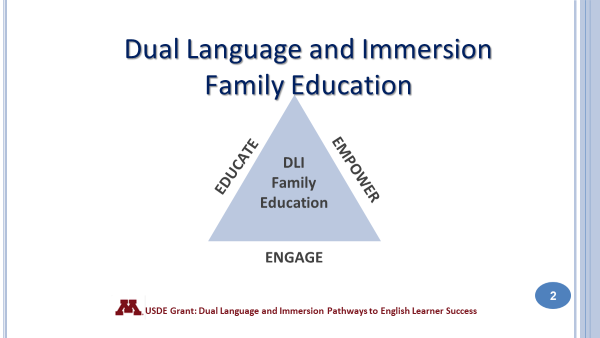 Dual Language and Immersion
Family Education
EDUCATE
EMPOWER
DLI
Family
Education
ENGAGE
2
M USDE Grant: Dual Language and Immersion Pathways to English Learner Success